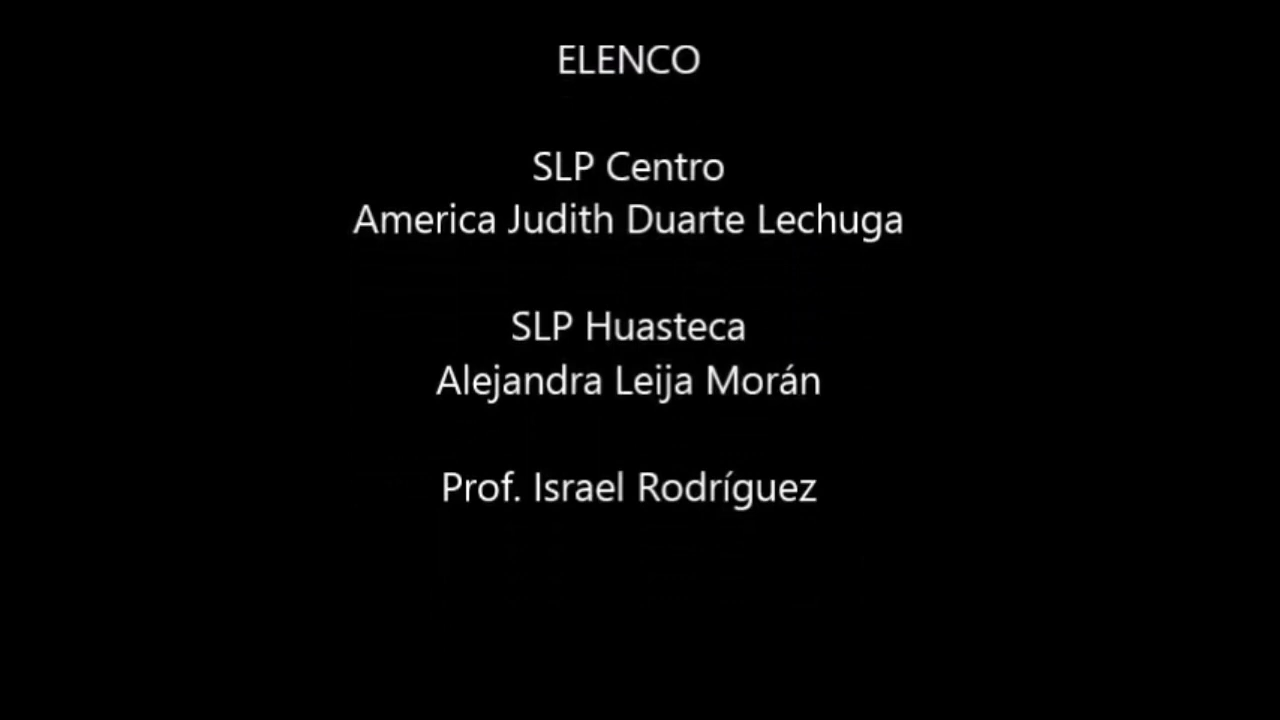 ELENCO
SLP Centro
America Judith Duarte Lechuga
SLP Huasteca
Alejandra Leija Morán
Prof. Israel Rodríguez